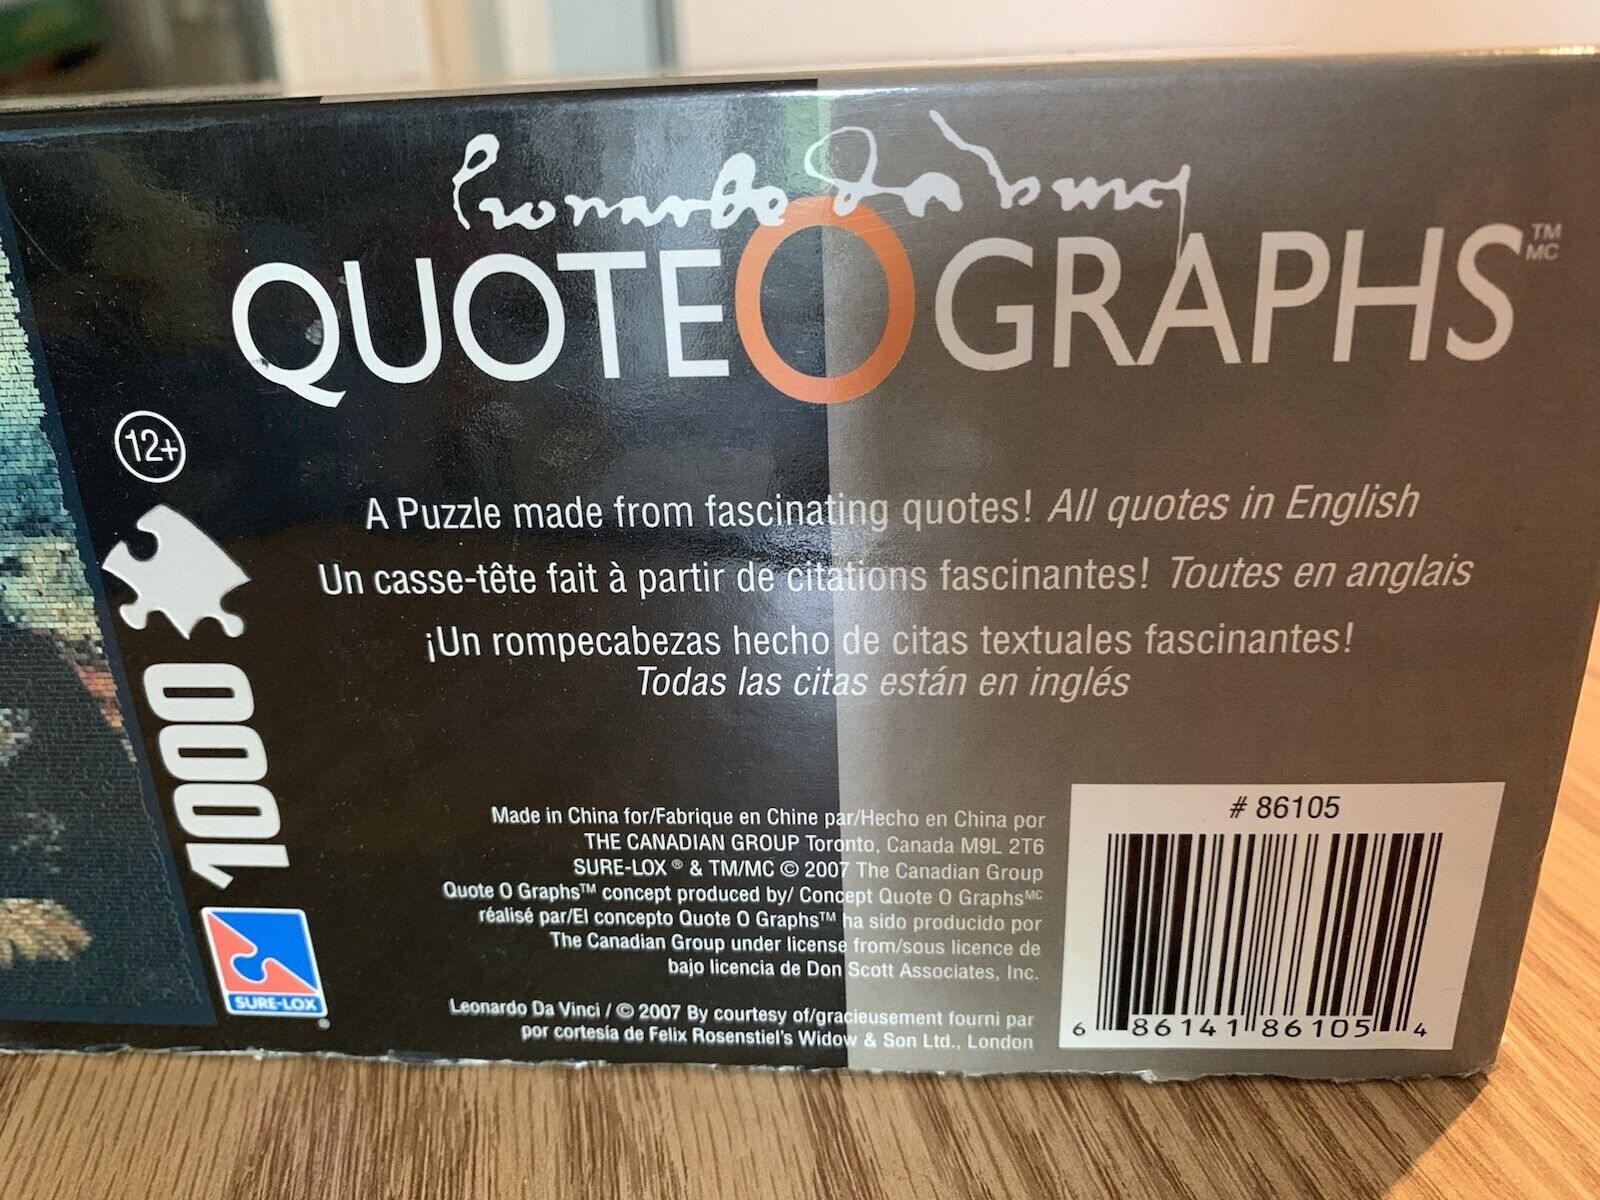 Leonardo Da Vinci
QUOTEOGRAPHS™ MC
12+
A Puzzle made from fascinating quotes! All quotes in English
Un casse-tête fait à partir de citations fascinantes! Toutes en anglais
¡Un rompecabezas hecho de citas textuales fascinantes!
Todas las citas están en inglés
1000
Made in China for/Fabrique en Chine par/Hecho en China por
THE CANADIAN GROUP Toronto, Canada M9L 2T6
SURE-LOX ® & TM/MC © 2007 The Canadian Group
Quote O Graphs™ concept produced by/ Concept Quote O Graphs MC
réalisé par/El concepto Quote O Graphs™ ha sido producido por
The Canadian Group under license from/sous licence de
bajo licencia de Don Scott Associates, Inc.
Leonardo Da Vinci / © 2007 By courtesy of/gracieusement fourni par
por cortesía de Felix Rosenstiel's Widow & Son Ltd., London
SURE-LOX ®
# 86105
6 86141 86105 4